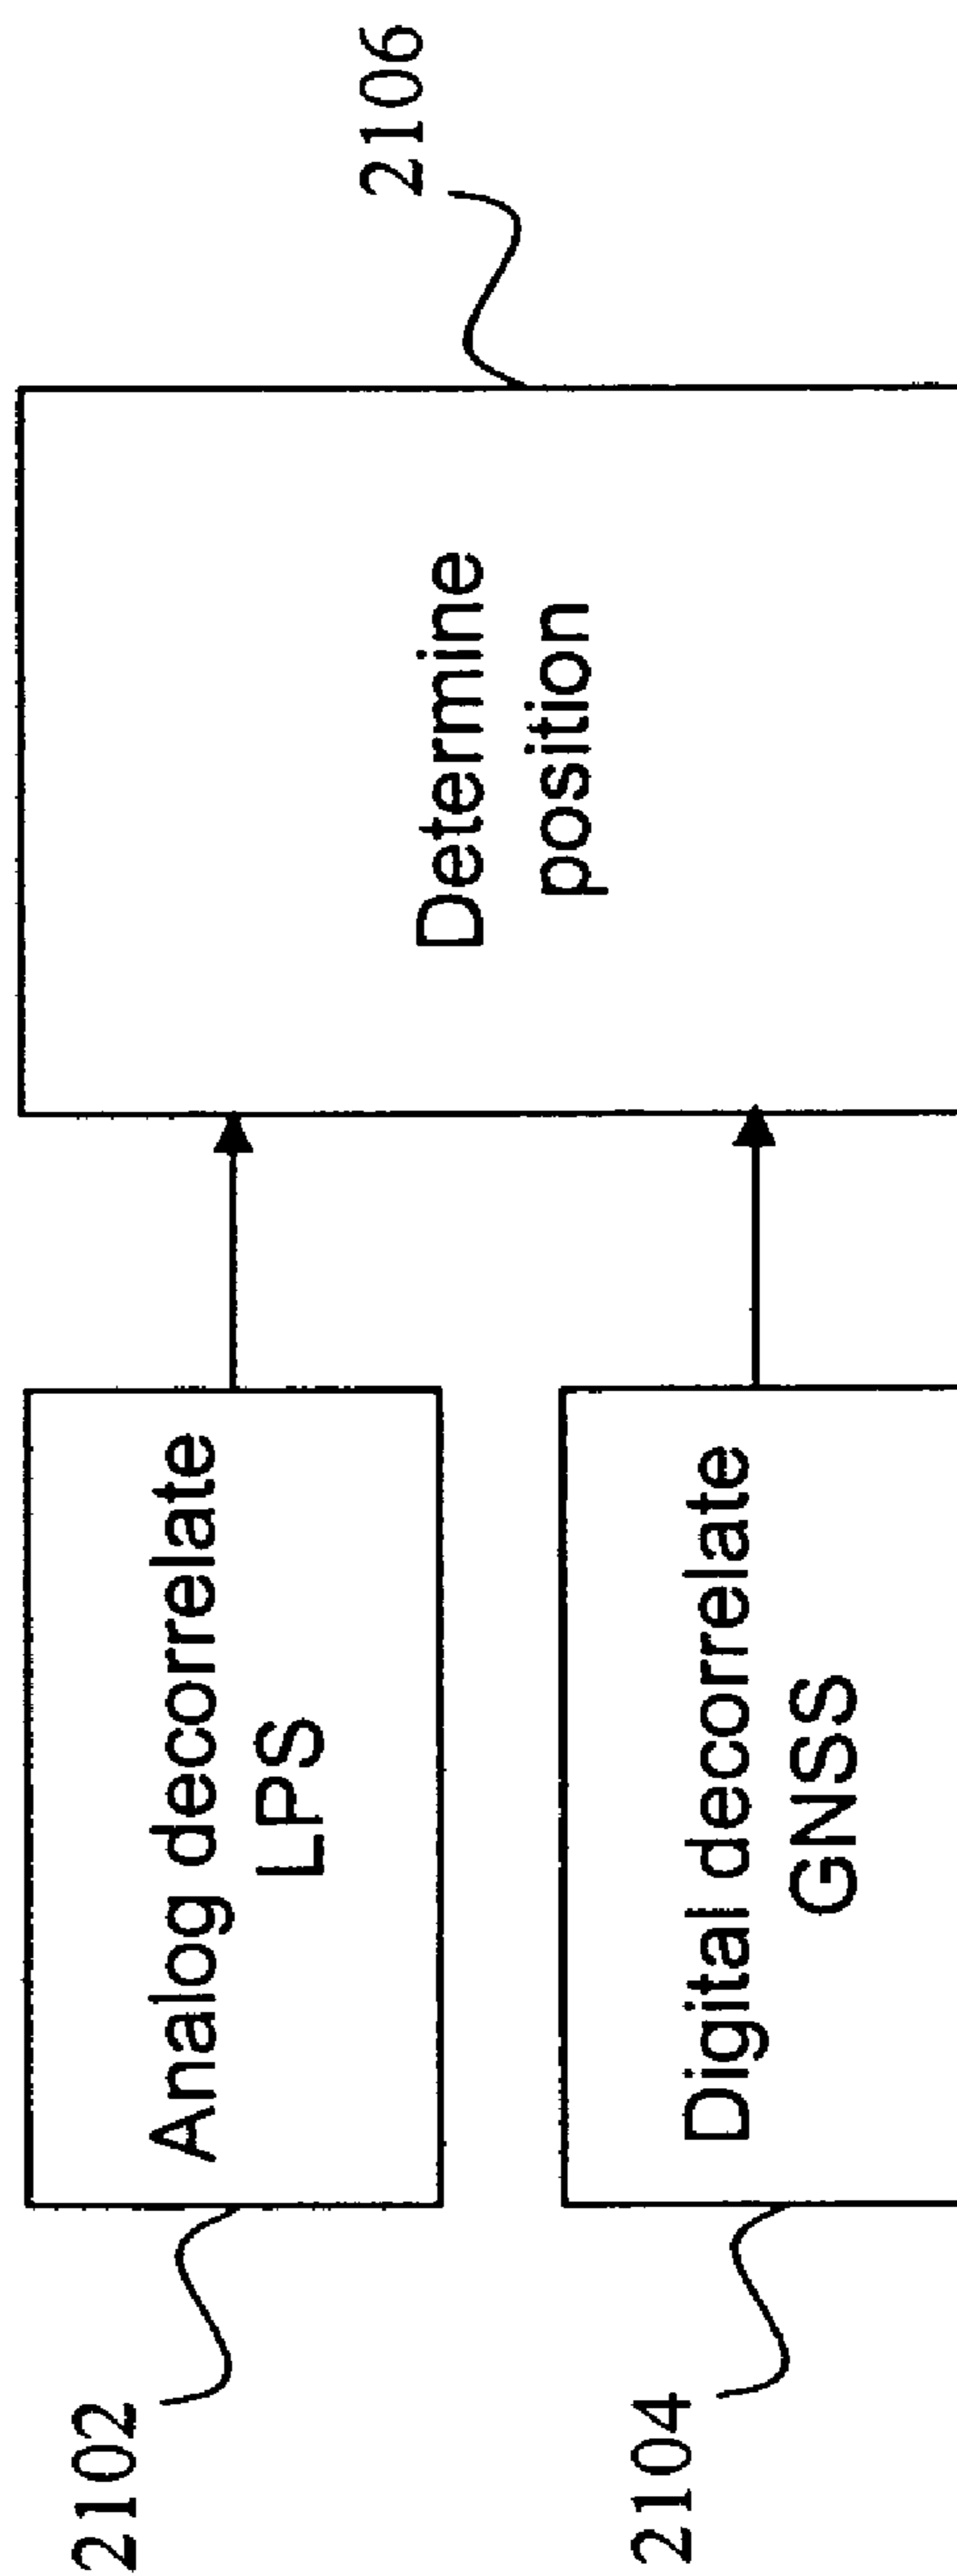 2102
Analog decorrelate
LPS
2104
Digital decorrelate
GNSS
Determine
position
2106